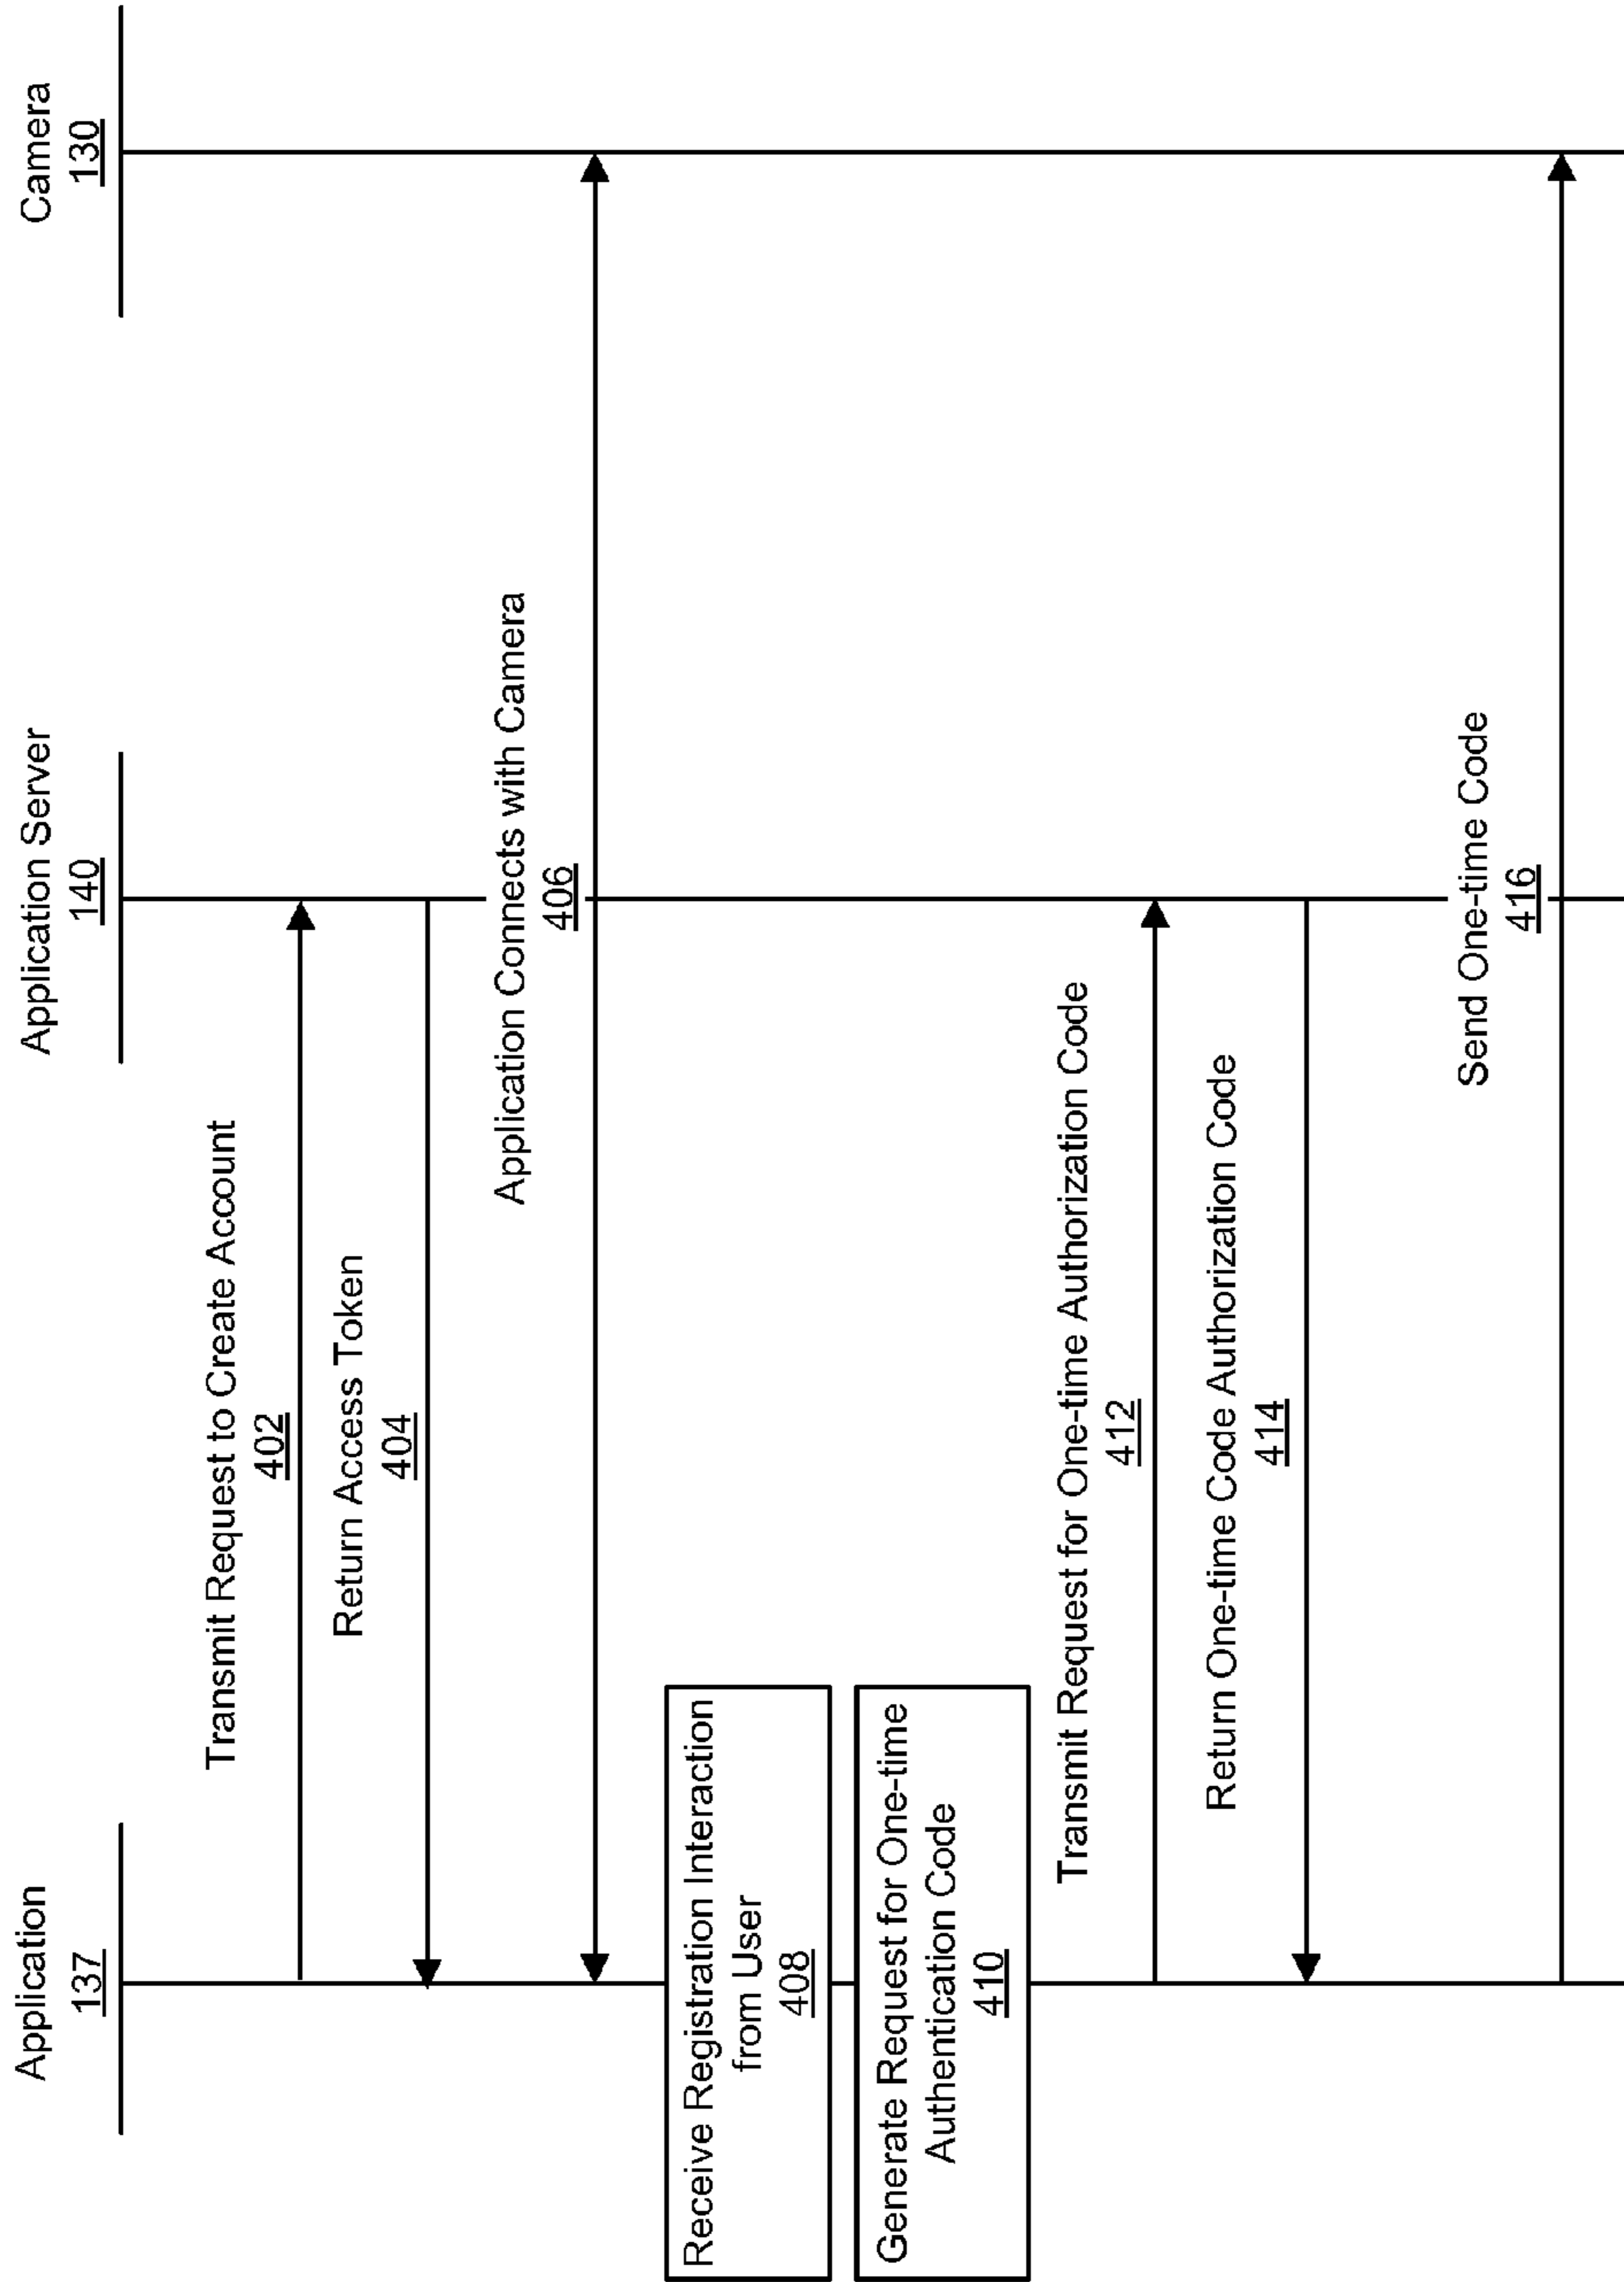 Application
137
Application Server
140
Camera
130
Transmit Request to Create Account
402
Return Access Token
404
Application Connects with Camera
406
Receive Registration Interaction
from User
408
Generate Request for One-time
Authentication Code
410
Transmit Request for One-time Authorization Code
412
Return One-time Code Authorization Code
414
Send One-time Code
416